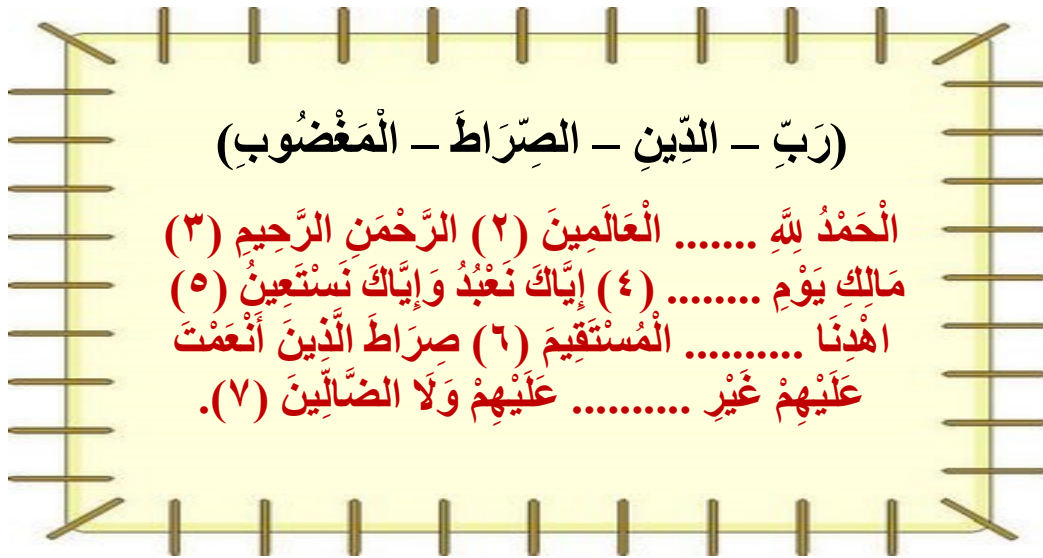 (رَبِّ – الدِّينِ – الصِّرَاطَ – الْمَغْضُوبِ)
الْحَمْدُ لِلَّهِ ....... الْعَالَمِينَ (٢) الرَّحْمَنِ الرَّحِيمِ (٣)
مَالِكِ يَوْمِ ........ (٤) إِيَّاكَ نَعْبُدُ وَإِيَّاكَ نَسْتَعِينُ (٥)
اهْدِنَا .......... الْمُسْتَقِيمَ (٦) صِرَاطَ الَّذِينَ أَنْعَمْتَ
عَلَيْهِمْ غَيْرِ .......... عَلَيْهِمْ وَلَا الضَّالِّينَ (٧).